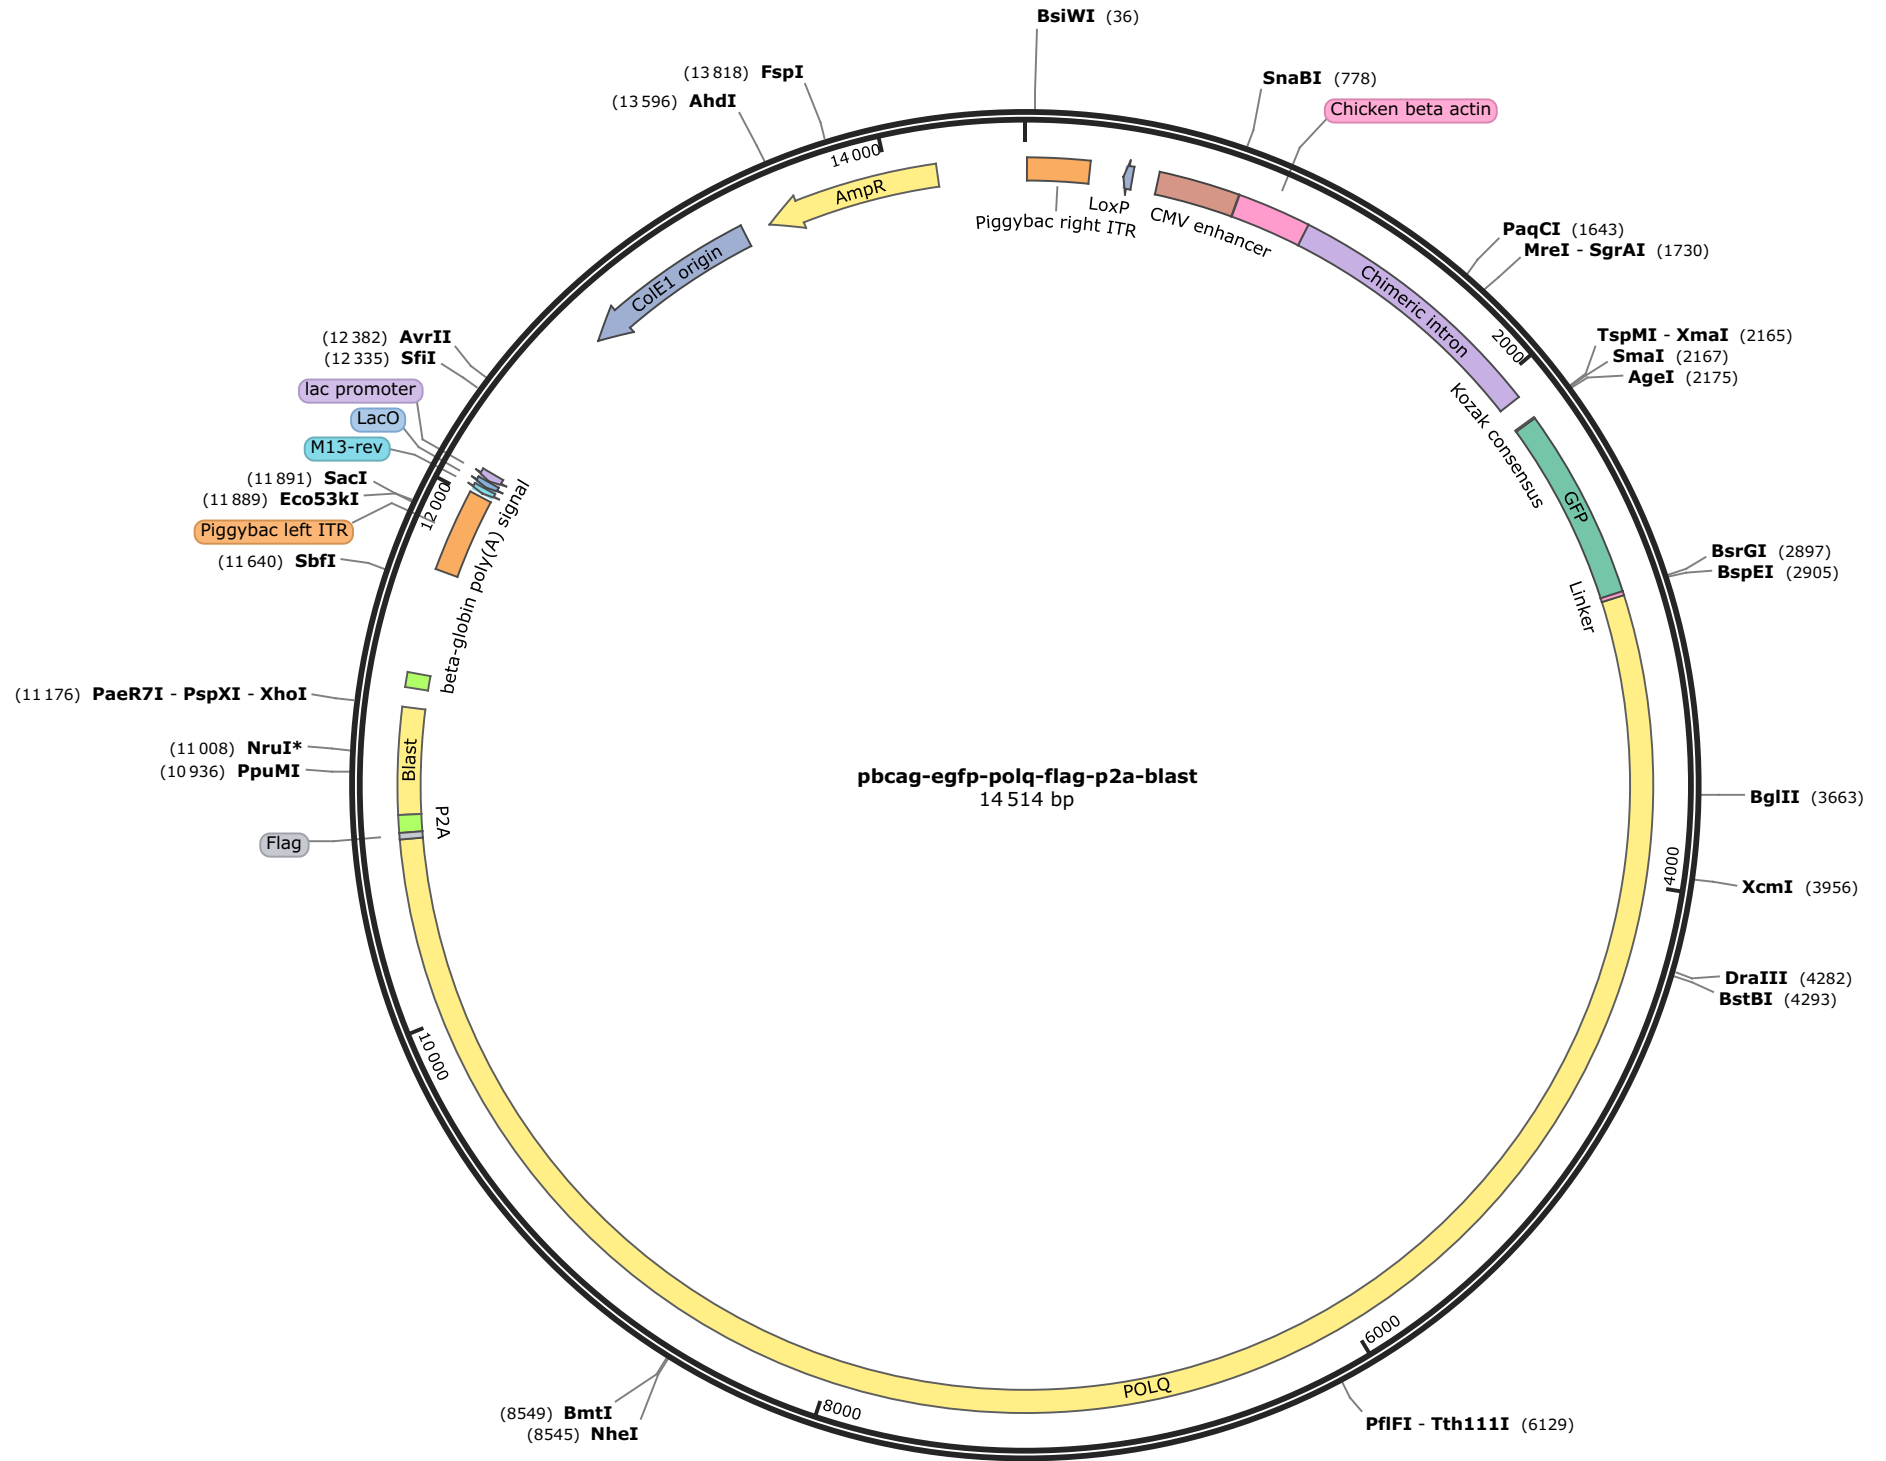 BsiWI (36)
SnaBI (778)
Chicken beta actin
PaqCI (1643)
MreI - SgrAI (1730)
2000
TspMI - XmaI (2165)
SmaI (2167)
AgeI (2175)
BsrGI (2897)
BspEI (2905)
BglII (3663)
4000
XcmI (3956)
DraIII (4282)
BstBI (4293)
6000
PflFI - Tth111I (6129)
8000
(8549) BmtI
(8545) NheI
10 000
Flag
(10 936) PpuMI
(11 008) NruI*
(11 176) PaeR7I - PspXI - XhoI
(11 640) SbfI
Piggybac left ITR
(11 889) Eco53kI
(11 891) SacI
12 000
M13-rev
LacO
lac promoter
(12 335) SfiI
(12 382) AvrII
(13 596) AhdI
(13 818) FspI
14 000
Piggybac right ITR
LoxP
CMV enhancer
Chimeric intron
Kozak consensus
GFP
Linker
POLQ
P2A
Blast
beta-globin poly(A) signal
ColE1 origin
AmpR
pbcag-egfp-polq-flag-p2a-blast
14 514 bp